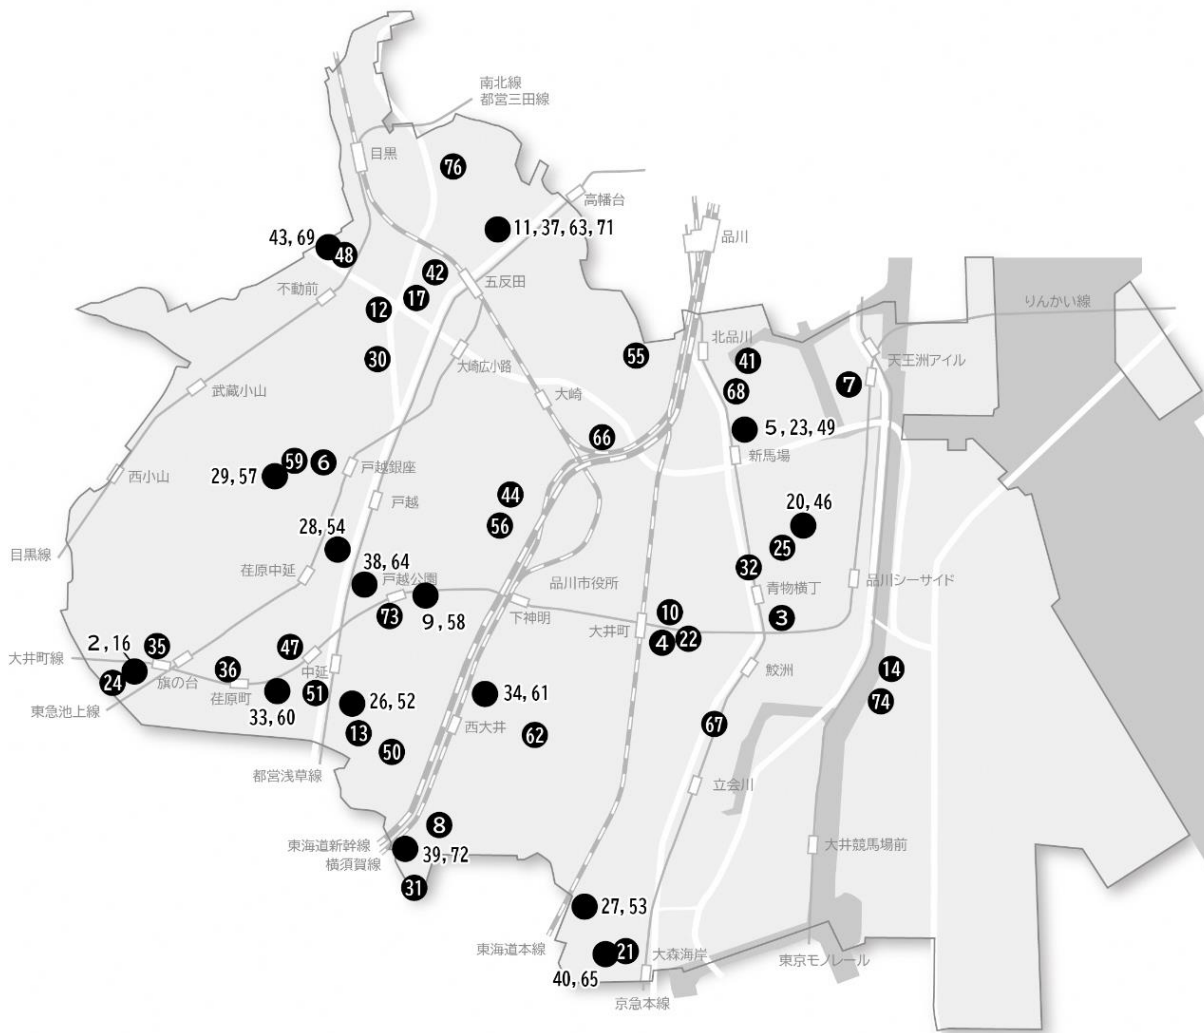 南北線
都営三田線
目黒
76
高幡台
11, 37, 63, 71
品川
43, 69
48
42
五反田
不動前
17
12
りんかい線
北品川
天王洲アイル
55
41
30
大崎広小路
7
武蔵小山
68
大崎
5, 23, 49
66
新馬場
59
6
戸越銀座
西小山
29, 57
44
戸越
20, 46
56
28, 54
25
目黒線
38, 64
荏原中延
戸越公園
品川市役所
32
青物横丁
品川シーサイド
下神明
73
9, 58
10
3
大井町
4
22
2, 16
35
47
大井町線
中延
鮫洲
36
14
24
旗の台
荏原町
51
34, 61
74
東急池上線
33, 60
26, 52
西大井
67
13
62
50
都営浅草線
立会川
8
東海道新幹線
横須賀線
39, 72
大井競馬場前
31
27, 53
東海道本線
21
大森海岸
東京モノレール
40, 65
京急本線